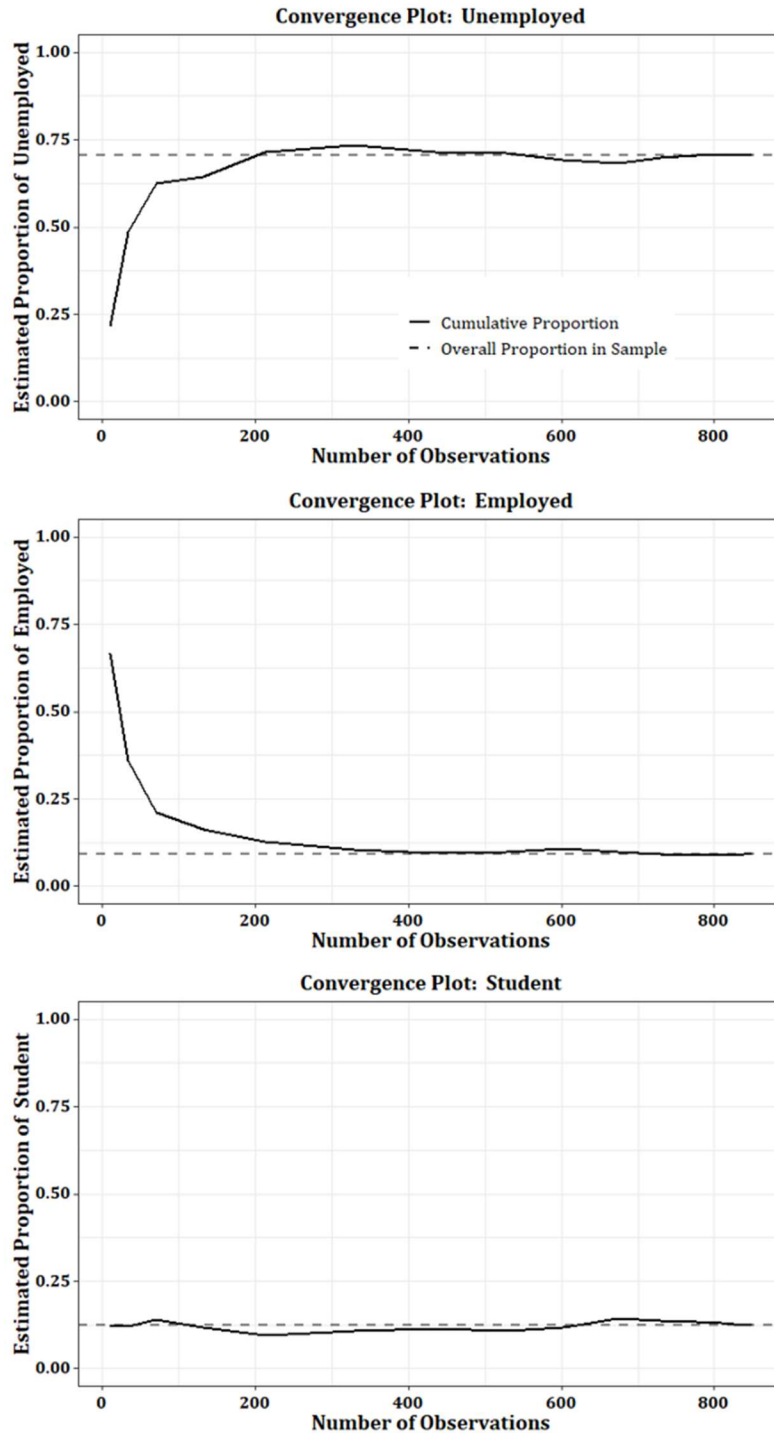 Convergence Plot: Unemployed
Estimated Proportion of Unemployed
1.00
0.75
0.50
0.25
0.00
Cumulative Proportion
Overall Proportion in Sample
0 200 400 600 800
Number of Observations
Convergence Plot: Employed
Estimated Proportion of Employed
1.00
0.75
0.50
0.25
0.00
0 200 400 600 800
Number of Observations
Convergence Plot: Student
Estimated Proportion of Student
1.00
0.75
0.50
0.25
0.00
0 200 400 600 800
Number of Observations